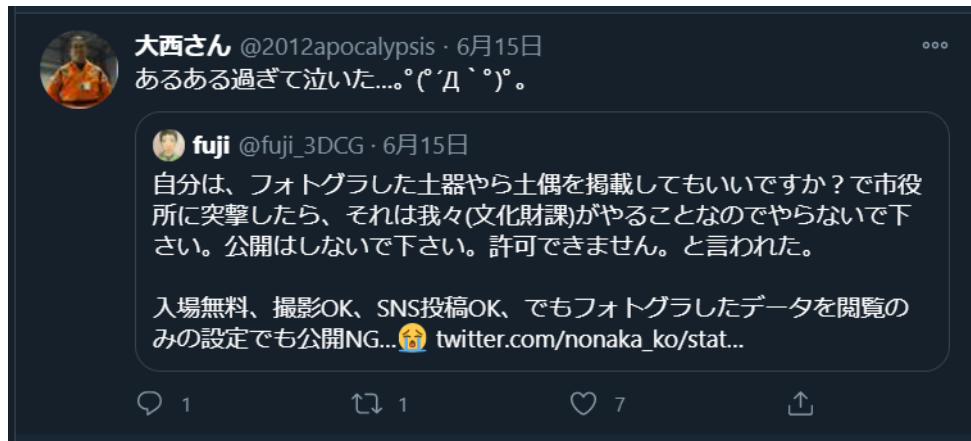 大西さん @2012apocalypsis · 6月15日
あるある過ぎて泣いた...｡ﾟ(ﾟ´Д｀ﾟ)ﾟ｡
fuji @fuji_3DCG · 6月15日
自分は、フォトグラした土器やら土偶を掲載してもいいですか？で市役
所に突撃したら、それは我々(文化財課)がやることなのでやらないで下
さい。公開はしないで下さい。許可できません。と言われた。
入場無料、撮影OK、SNS投稿OK、でもフォトグラしたデータを閲覧の
みの設定でも公開NG...😭 twitter.com/nonaka_ko/stat...
1 1 7